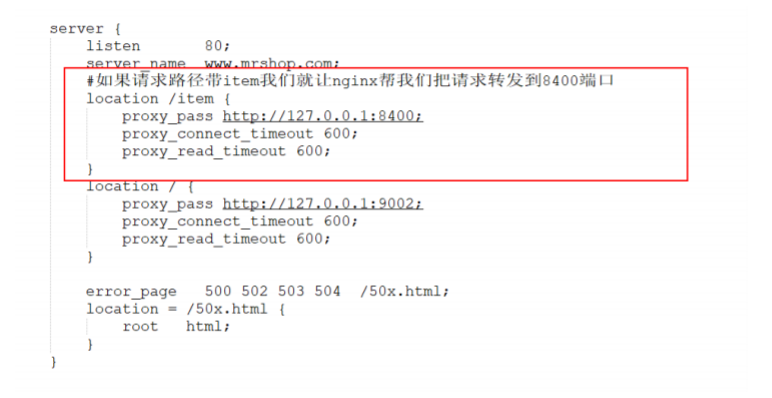 server {
listen 80;
server_name www.mrshop.com;
#如果请求路径带item我们就让nginx帮我们把请求转发到8400端口
location /item {
proxy_pass http://127.0.0.1:8400;
proxy_connect_timeout 600;
proxy_read_timeout 600;
}
location / {
proxy_pass http://127.0.0.1:9002;
proxy_connect_timeout 600;
proxy_read_timeout 600;
}
error_page 500 502 503 504 /50x.html;
location = /50x.html {
root html;
}
}